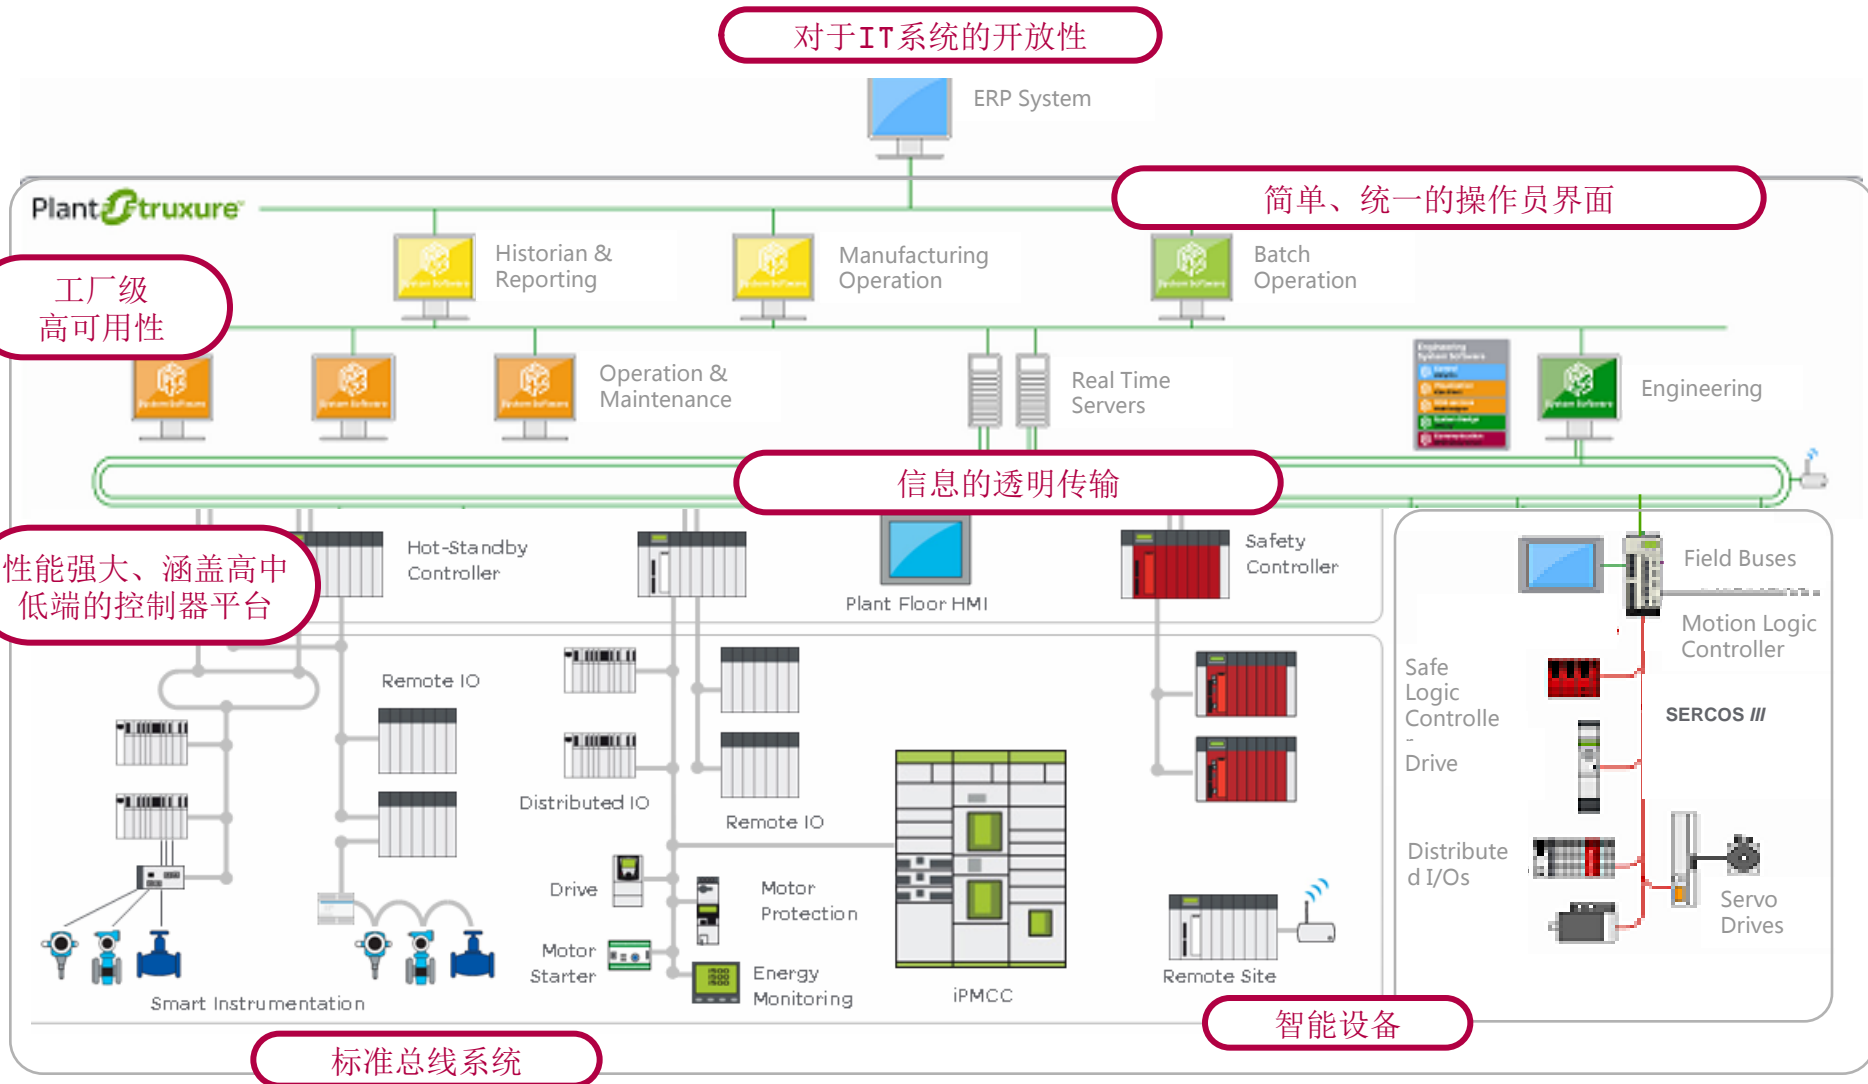 对于IT系统的开放性
ERP System
PlantStruxure
简单、统一的操作员界面
Historian &
Reporting
Manufacturing
Operation
Batch
Operation
工厂级
高可用性
Operation &
Maintenance
Real Time
Servers
Engineering
System Software
Engineering
信息的透明传输
性能强大、涵盖高中
低端的控制器平台
Hot-Standby
Controller
Plant Floor HMI
Safety
Controller
Field Buses
Motion Logic
Controller
Remote IO
Distributed IO
Remote IO
Safe
Logic
Controlle
SERCOS III
Drive
Distribute
d I/Os
Servo
Drives
Drive
Motor
Protection
Motor
Starter
Energy
Monitoring
iPMCC
Remote Site
Smart Instrumentation
智能设备
标准总线系统